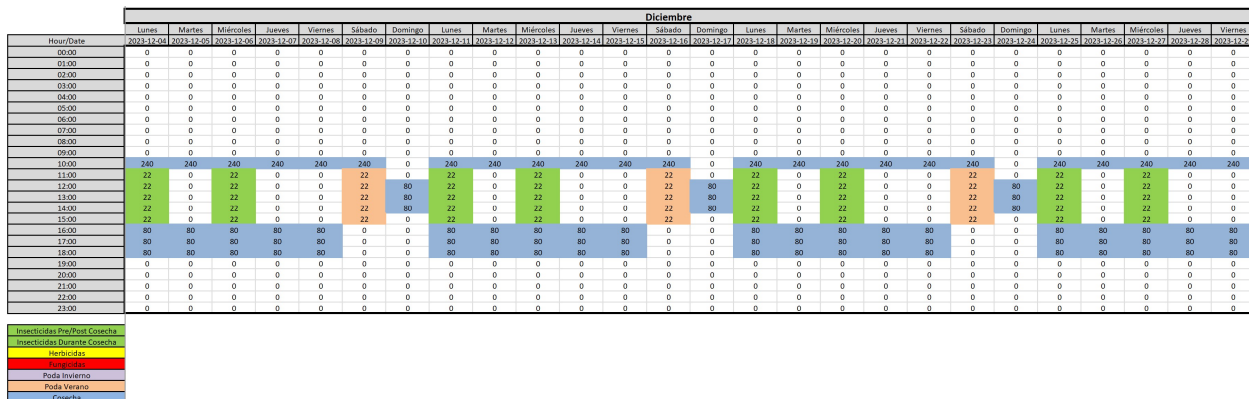 Diciembre
Lunes Martes Miércoles Jueves Viernes Sábado Domingo Lunes Martes Miércoles Jueves Viernes Sábado Domingo Lunes Martes Miércoles Jueves Viernes Sábado Domingo Lunes Martes Miércoles Jueves Viernes
Hour/Date 2023-12-04 2023-12-05 2023-12-06 2023-12-07 2023-12-08 2023-12-09 2023-12-10 2023-12-11 2023-12-12 2023-12-13 2023-12-14 2023-12-15 2023-12-16 2023-12-17 2023-12-18 2023-12-19 2023-12-20 2023-12-21 2023-12-22 2023-12-23 2023-12-24 2023-12-25 2023-12-26 2023-12-27 2023-12-28 2023-12-29
00:00 0 0 0 0 0 0 0 0 0 0 0 0 0 0 0 0 0 0 0 0 0 0 0 0 0 0
01:00 0 0 0 0 0 0 0 0 0 0 0 0 0 0 0 0 0 0 0 0 0 0 0 0 0 0
02:00 0 0 0 0 0 0 0 0 0 0 0 0 0 0 0 0 0 0 0 0 0 0 0 0 0 0
03:00 0 0 0 0 0 0 0 0 0 0 0 0 0 0 0 0 0 0 0 0 0 0 0 0 0 0
04:00 0 0 0 0 0 0 0 0 0 0 0 0 0 0 0 0 0 0 0 0 0 0 0 0 0 0
05:00 0 0 0 0 0 0 0 0 0 0 0 0 0 0 0 0 0 0 0 0 0 0 0 0 0 0
06:00 0 0 0 0 0 0 0 0 0 0 0 0 0 0 0 0 0 0 0 0 0 0 0 0 0 0
07:00 0 0 0 0 0 0 0 0 0 0 0 0 0 0 0 0 0 0 0 0 0 0 0 0 0 0
08:00 0 0 0 0 0 0 0 0 0 0 0 0 0 0 0 0 0 0 0 0 0 0 0 0 0 0
09:00 0 0 0 0 0 0 0 0 0 0 0 0 0 0 0 0 0 0 0 0 0 0 0 0 0 0
10:00 240 240 240 240 240 240 0 240 240 240 240 240 240 0 240 240 240 240 240 240 0 240 240 240 240 240
11:00 22 0 22 0 0 22 0 22 0 22 0 0 22 0 22 0 22 0 0 22 0 22 0 22 0 0
12:00 22 0 22 0 0 22 80 22 0 22 0 0 22 80 22 0 22 0 0 22 80 22 0 22 0 0
13:00 22 0 22 0 0 22 80 22 0 22 0 0 22 80 22 0 22 0 0 22 80 22 0 22 0 0
14:00 22 0 22 0 0 22 80 22 0 22 0 0 22 80 22 0 22 0 0 22 80 22 0 22 0 0
15:00 22 0 22 0 0 22 0 22 0 22 0 0 22 0 22 0 22 0 0 22 0 22 0 22 0 0
16:00 80 80 80 80 80 0 0 80 80 80 80 80 0 0 80 80 80 80 80 0 0 80 80 80 80 80
17:00 80 80 80 80 80 0 0 80 80 80 80 80 0 0 80 80 80 80 80 0 0 80 80 80 80 80
18:00 80 80 80 80 80 0 0 80 80 80 80 80 0 0 80 80 80 80 80 0 0 80 80 80 80 80
19:00 0 0 0 0 0 0 0 0 0 0 0 0 0 0 0 0 0 0 0 0 0 0 0 0 0 0
20:00 0 0 0 0 0 0 0 0 0 0 0 0 0 0 0 0 0 0 0 0 0 0 0 0 0 0
21:00 0 0 0 0 0 0 0 0 0 0 0 0 0 0 0 0 0 0 0 0 0 0 0 0 0 0
22:00 0 0 0 0 0 0 0 0 0 0 0 0 0 0 0 0 0 0 0 0 0 0 0 0 0 0
23:00 0 0 0 0 0 0 0 0 0 0 0 0 0 0 0 0 0 0 0 0 0 0 0 0 0 0
Insecticidas Pre/Post Cosecha
Insecticidas Durante Cosecha
Herbicidas
Fungicidas
Poda Invierno
Poda Verano
Cosecha